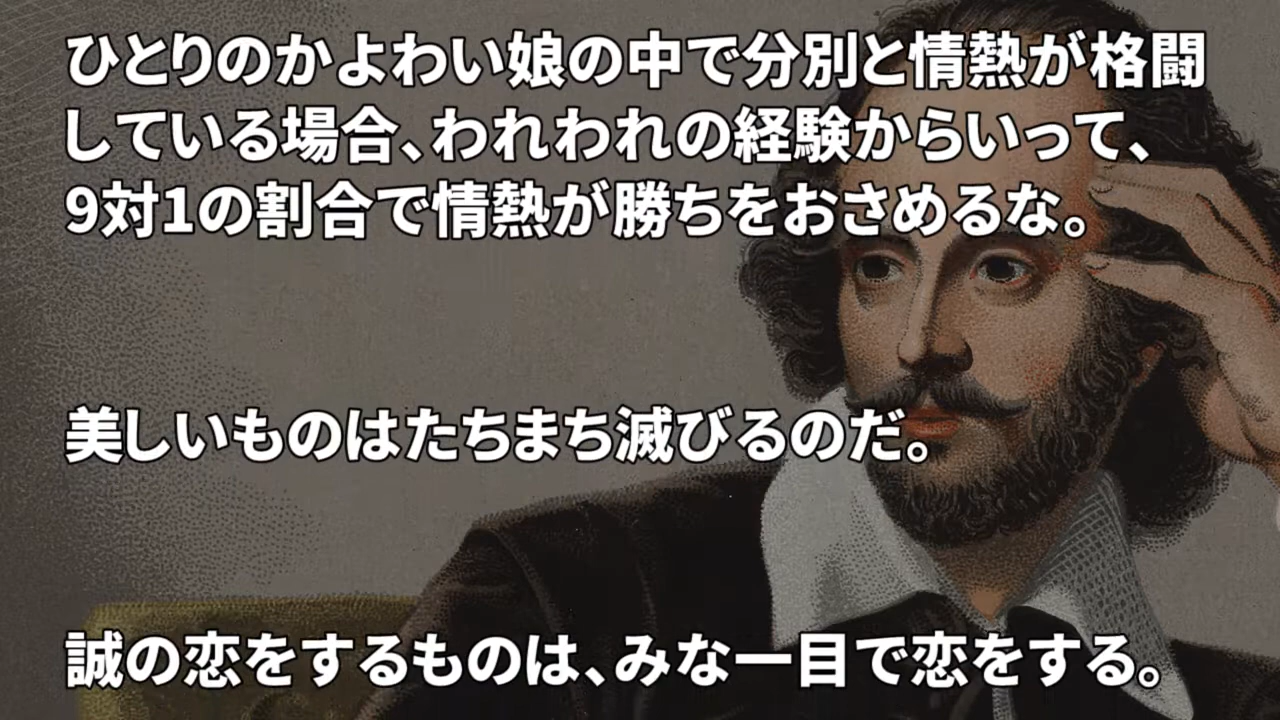 ひとりのかよわい娘の中で分別と情熱が格闘
している場合、われわれの経験からいって、
9対1の割合で情熱が勝ちをおさめるな。
美しいものはたちまち滅びるのだ。
誠の恋をするものは、みな一目で恋をする。